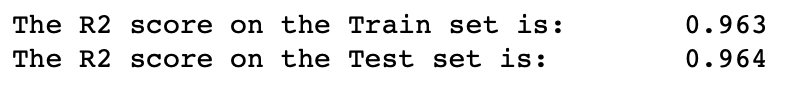 The R2 score on the Train set is:	0.963
The R2 score on the Test set is:	0.964